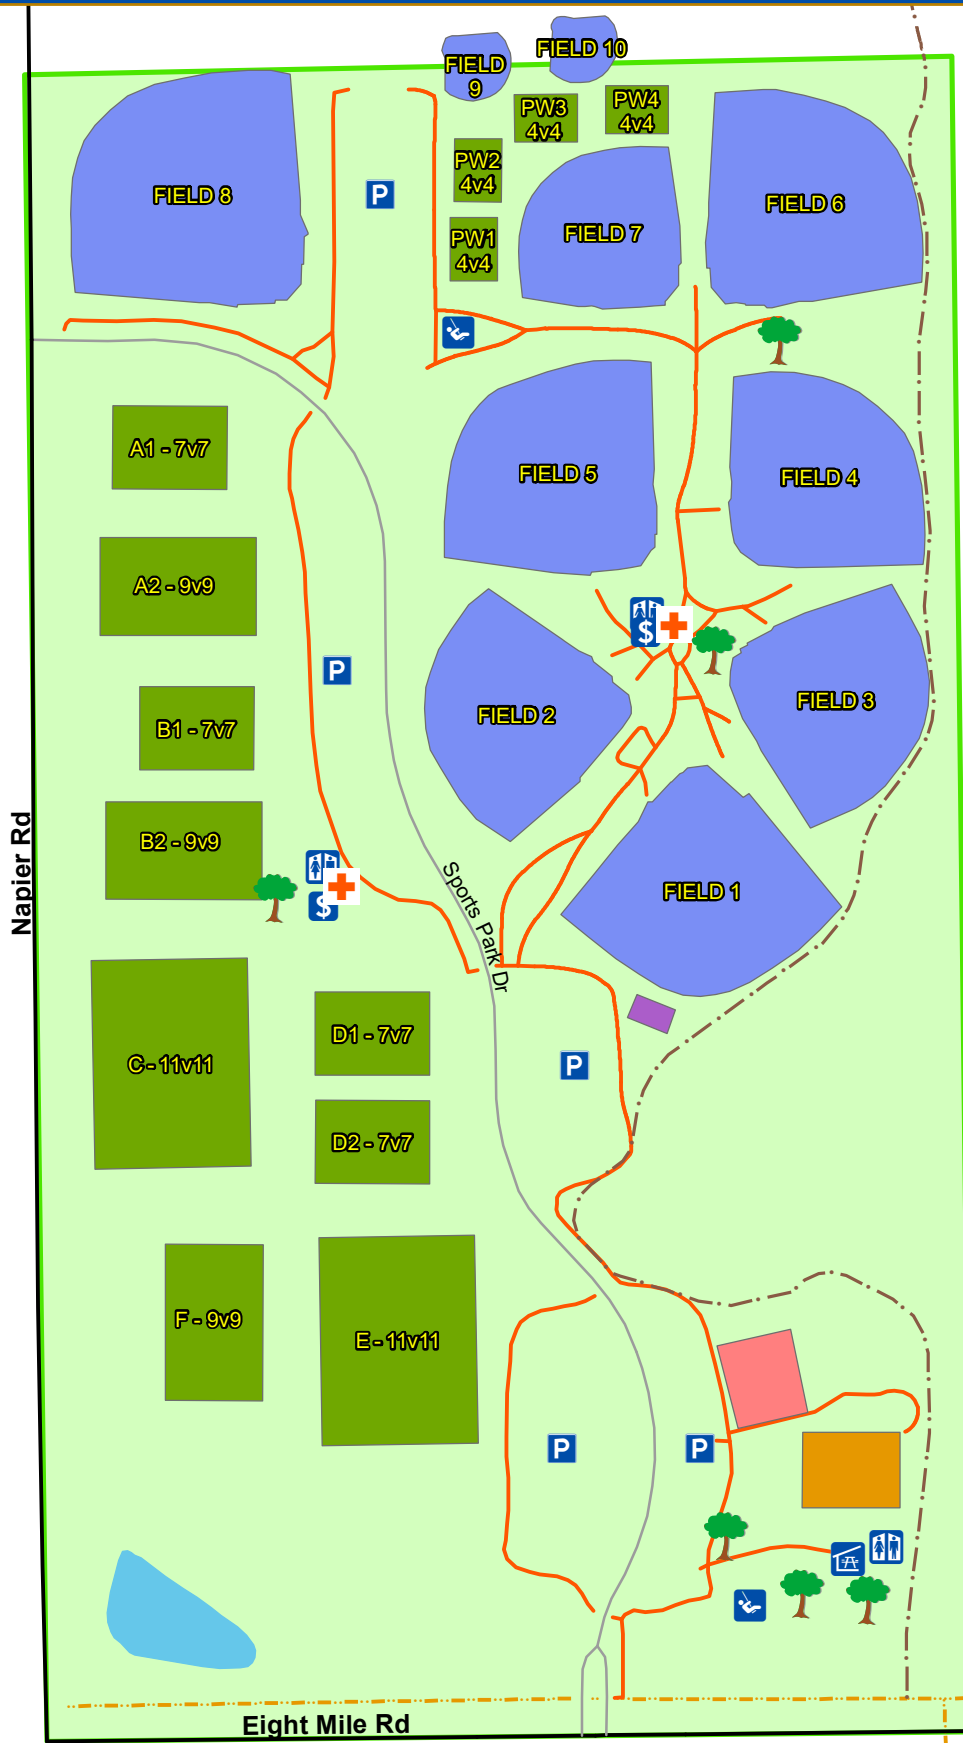 FIELD 10
FIELD
9
PW3
4v4
PW4
4v4
PW2
4v4
FIELD 8
P
FIELD 6
FIELD 7
PW1
4v4
A1 - 7v7
FIELD 5
FIELD 4
A2 - 9v9
$
P
FIELD 3
FIELD 2
B1 - 7v7
B2 - 9v9
Napier Rd
$
FIELD 1
Sports Park Dr
D1 - 7v7
C - 11v11
P
D2 - 7v7
F - 9v9
E - 11v11
P
P
Eight Mile Rd